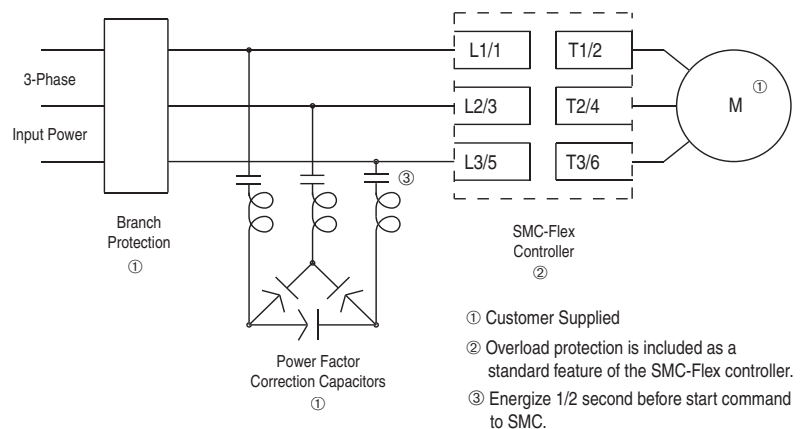 3-Phase
Input Power
Branch
Protection
①
L1/1
T1/2
L2/3
T2/4
L3/5
T3/6
M
①
③
SMC-Flex
Controller
②
Power Factor
Correction Capacitors
①
① Customer Supplied
② Overload protection is included as a
standard feature of the SMC-Flex controller.
③ Energize 1/2 second before start command
to SMC.